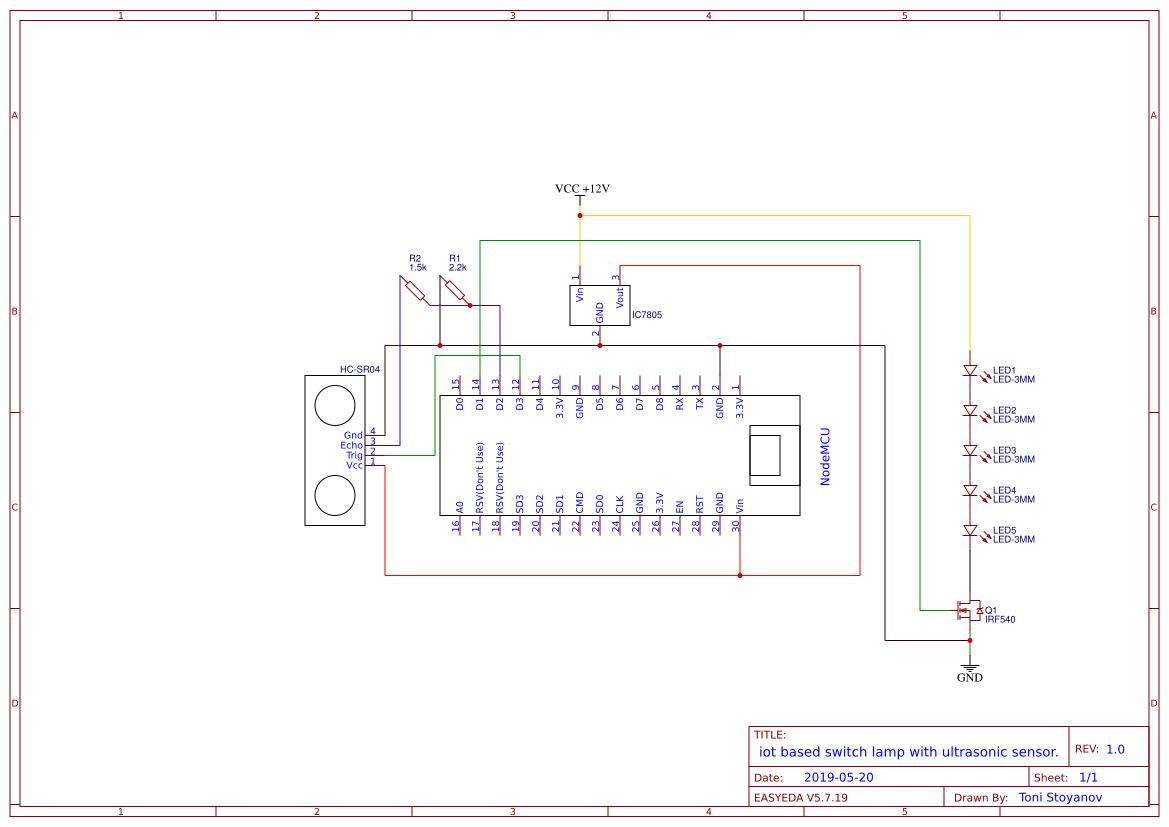 1 2 3 4 5
A A
VCC +12V
R2 R1
1.5k 2.2k
1 3
Vin Vout
GND
IC7805
2
B B
HC-SR04
15 14 13 12 11 10 9 8 7 6 5 4 3 2 1
D0 D1 D2 D3 D4 3.3V GND D5 D6 D7 D8 RX TX GND 3.3V
LED1
LED-3MM
LED2
LED-3MM
LED3
LED-3MM
LED4
LED-3MM
LED5
LED-3MM
Gnd 4
Echo 3
Trig 2
Vcc 1
NodeMCU
A0 RSV(Don't Use) RSV(Don't Use) SD3 SD2 SD1 CMD SD0 CLK GND 3.3V EN RST GND Vin
16 17 18 19 20 21 22 23 24 25 26 27 28 29 30
C C
Q1
IRF540
GND
D D
TITLE:
iot based switch lamp with ultrasonic sensor.
REV: 1.0
Date: 2019-05-20
Sheet: 1/1
EASYEDA V5.7.19
Drawn By: Toni Stoyanov
1 2 3 4 5